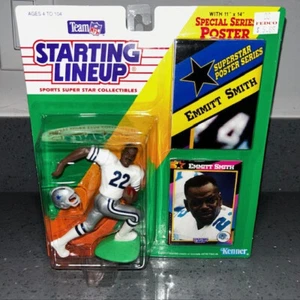 AGES 4 TO 104
Team NFL
STARTING
LINEUP
SPORTS SUPER STAR COLLECTIBLES
WITH 11" x 14"
SPECIAL SERIES
POSTER
SUPERSTAR
POSTER SERIES
EMMITT SMITH
22
EMMITT SMITH
Kenner